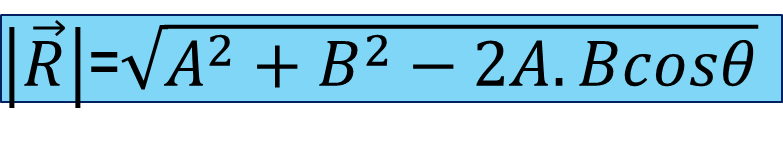 |R⃗|=√A² + B² − 2A. Bcosθ